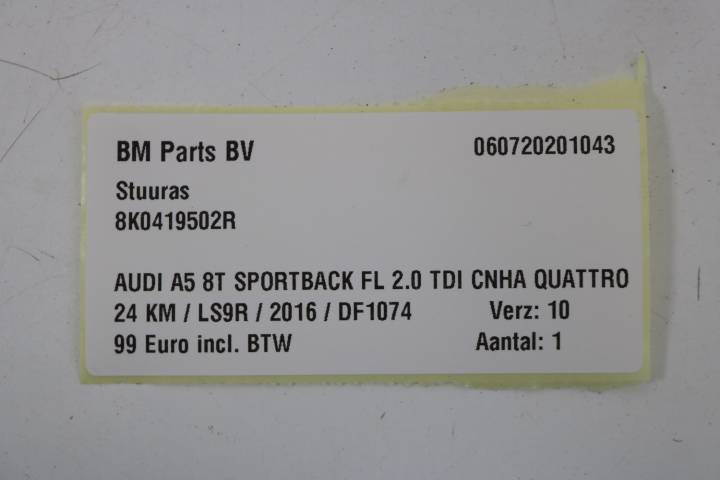 BM Parts BV 060720201043
Stuuras
8K0419502R
AUDI A5 8T SPORTBACK FL 2.0 TDI CNHA QUATTRO
24 KM / LS9R / 2016 / DF1074 Verz: 10
99 Euro incl. BTW Aantal: 1